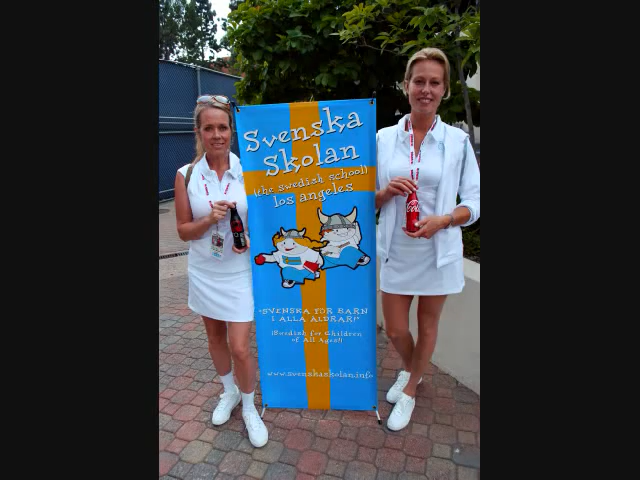 Svenska
Skolan
(the swedish school)
los angeles
"SVENSKA FÖR BARN
I ALLA ÅLDRAR!"
(Swedish for Children
of All Ages!)
www.svenskaskolan.info
Coke